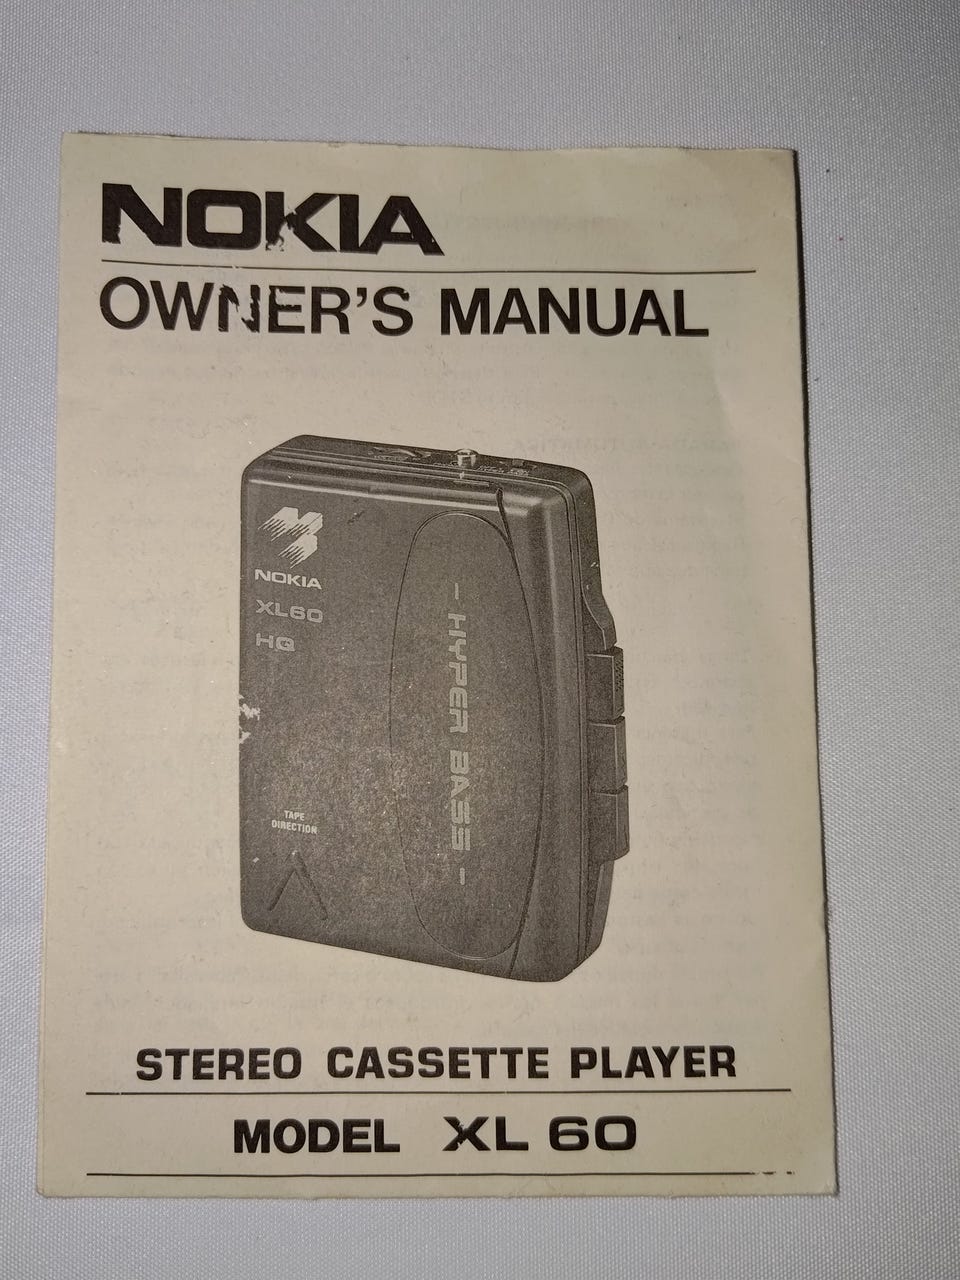 NOKIA
OWNER'S MANUAL
NOKIA
XL60
HQ
- HYPER BASS -
TAPE
DIRECTION
STEREO CASSETTE PLAYER
MODEL XL 60